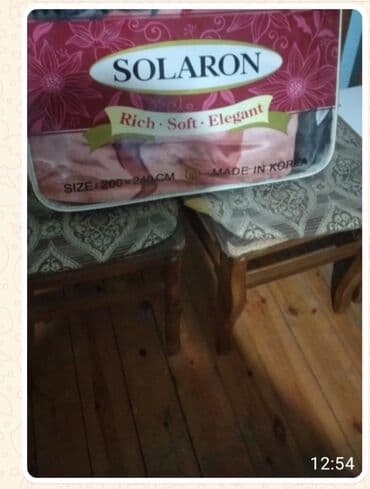 SOLARON
Rich · Soft · Elegant
SIZE: 200×240 CM MADE IN KOREA
12:54